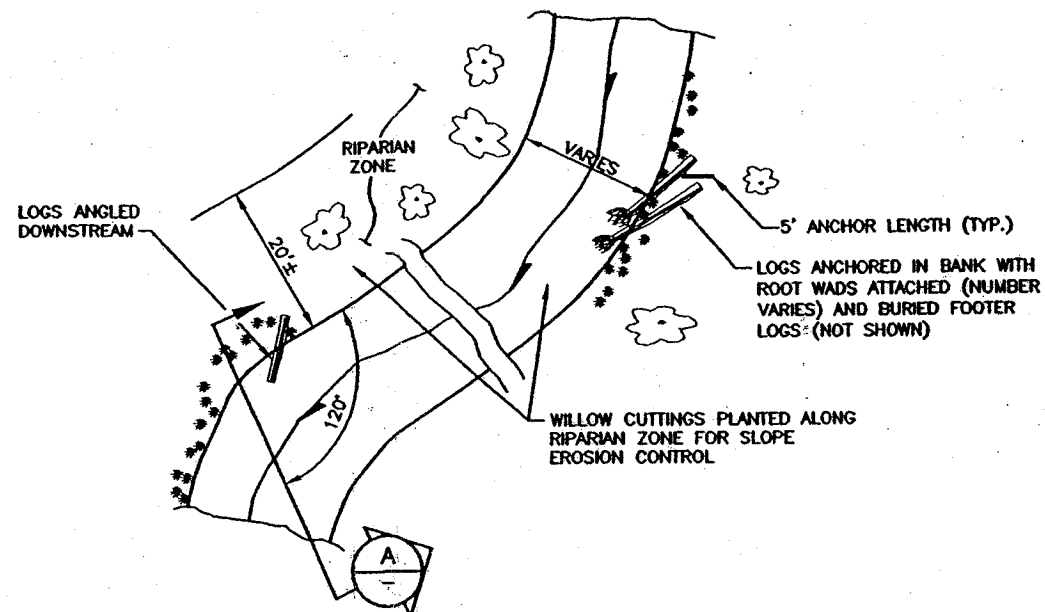 RIPARIAN
ZONE
VARIES
LOGS ANGLED
DOWNSTREAM
20'±
5' ANCHOR LENGTH (TYP.)
LOGS ANCHORED IN BANK WITH
ROOT WADS ATTACHED (NUMBER
VARIES) AND BURIED FOOTER
LOGS (NOT SHOWN)
120°
WILLOW CUTTINGS PLANTED ALONG
RIPARIAN ZONE FOR SLOPE
EROSION CONTROL
A
–